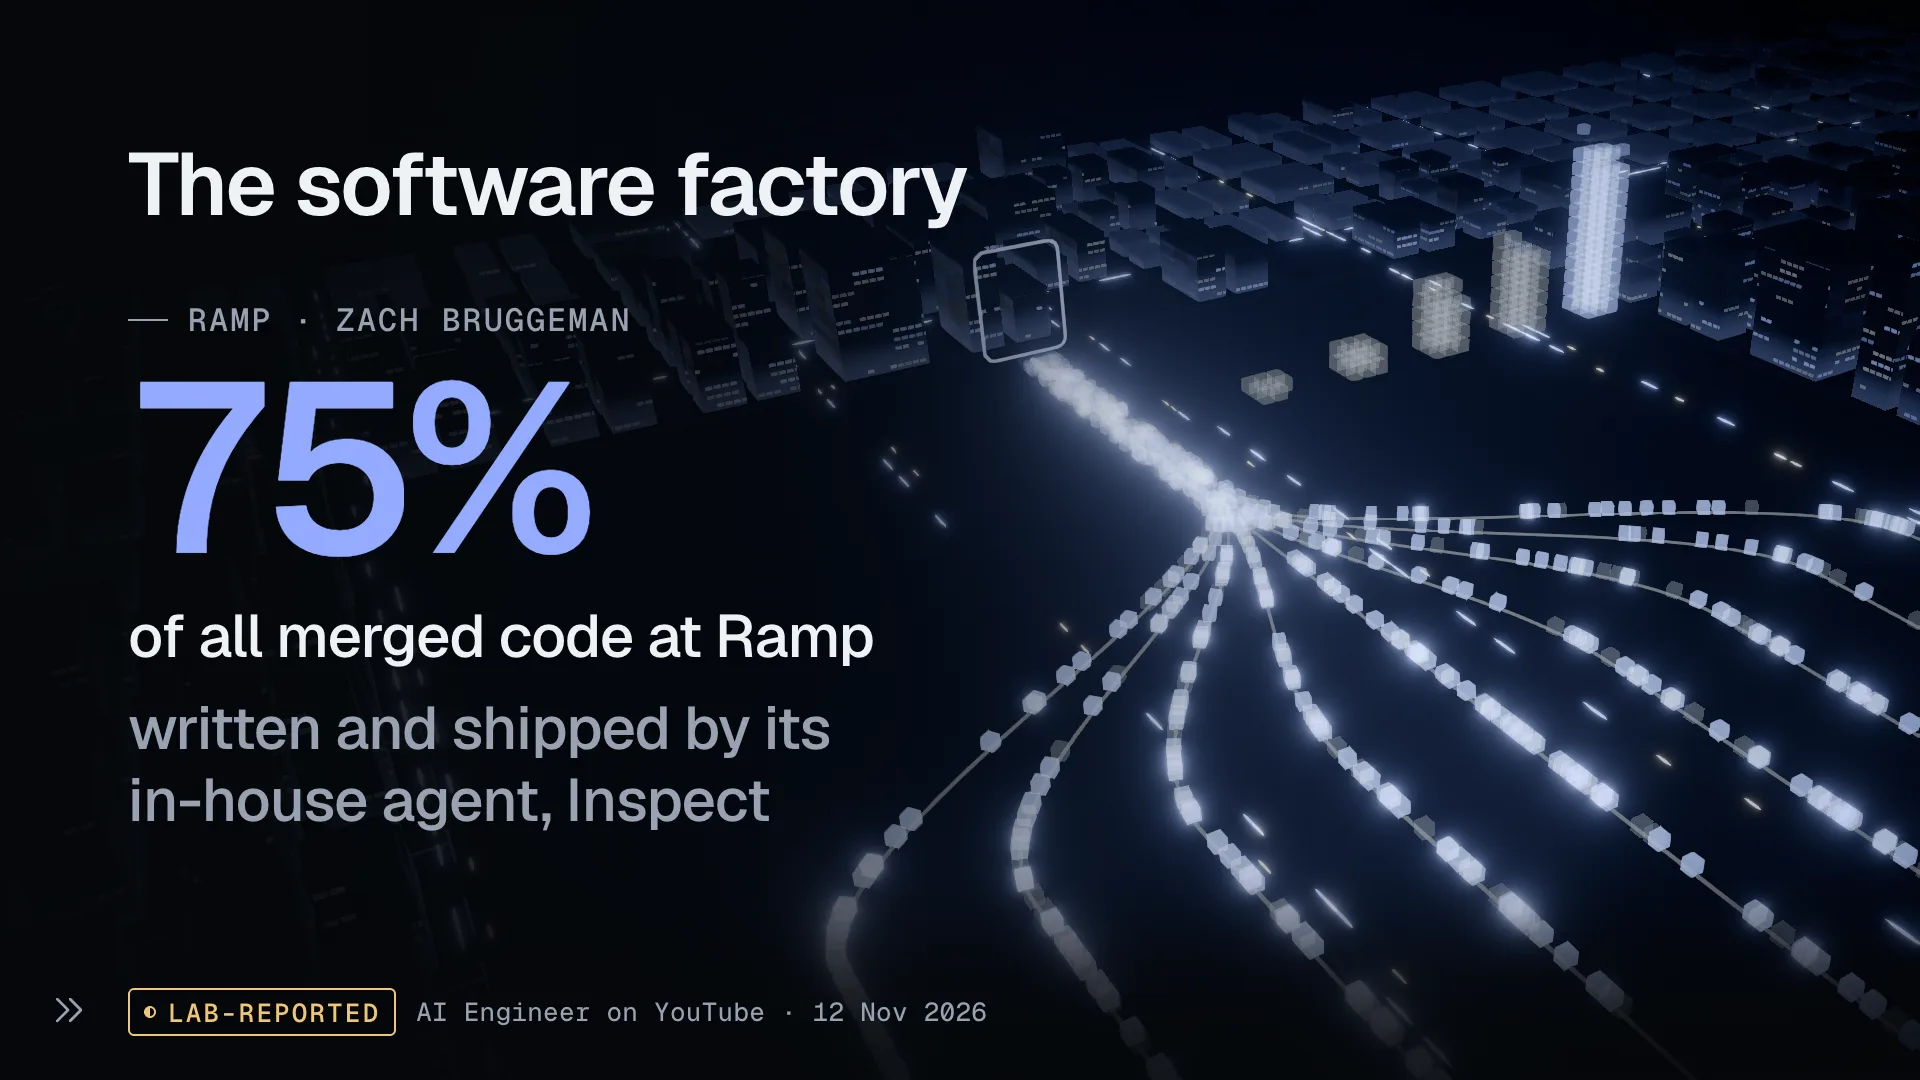 The software factory
RAMP · ZACH BRUGGEMAN
75%
of all merged code at Ramp
written and shipped by its
in-house agent, Inspect
LAB-REPORTED AI Engineer on YouTube · 12 Nov 2026